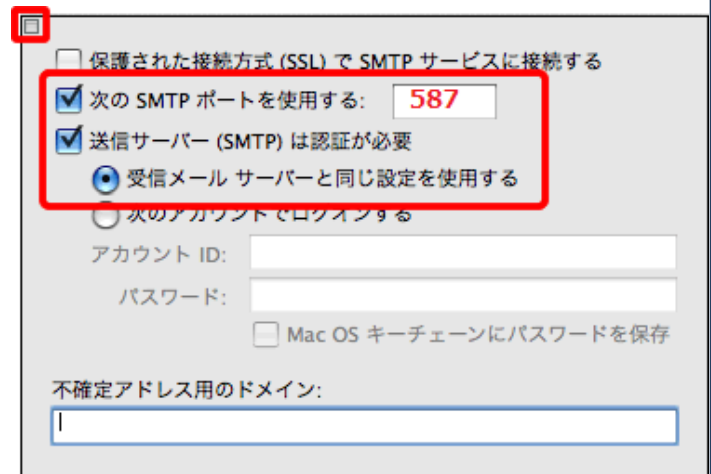 保護された接続方式 (SSL) で SMTP サービスに接続する
次の SMTP ポートを使用する: 587
送信サーバー (SMTP) は認証が必要
受信メール サーバーと同じ設定を使用する
次のアカウントでログインする
アカウント ID:
パスワード:
Mac OS キーチェーンにパスワードを保存
不確定アドレス用のドメイン: